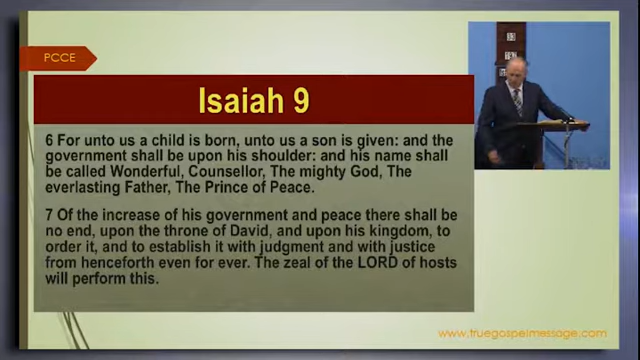 PCCE
Isaiah 9
6 For unto us a child is born, unto us a son is given: and the
government shall be upon his shoulder: and his name shall
be called Wonderful, Counsellor, The mighty God, The
everlasting Father, The Prince of Peace.
7 Of the increase of his government and peace there shall be
no end, upon the throne of David, and upon his kingdom, to
order it, and to establish it with judgment and with justice
from henceforth even for ever. The zeal of the LORD of hosts
will perform this.
www.truegospelmessage.com